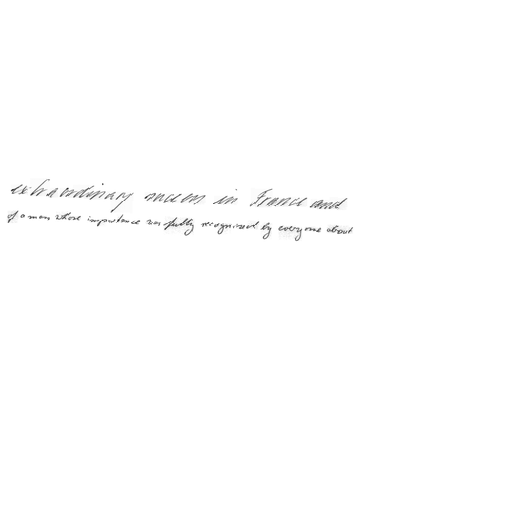 extraordinary success in France and
of a man whose importance was fully recognised by everyone about